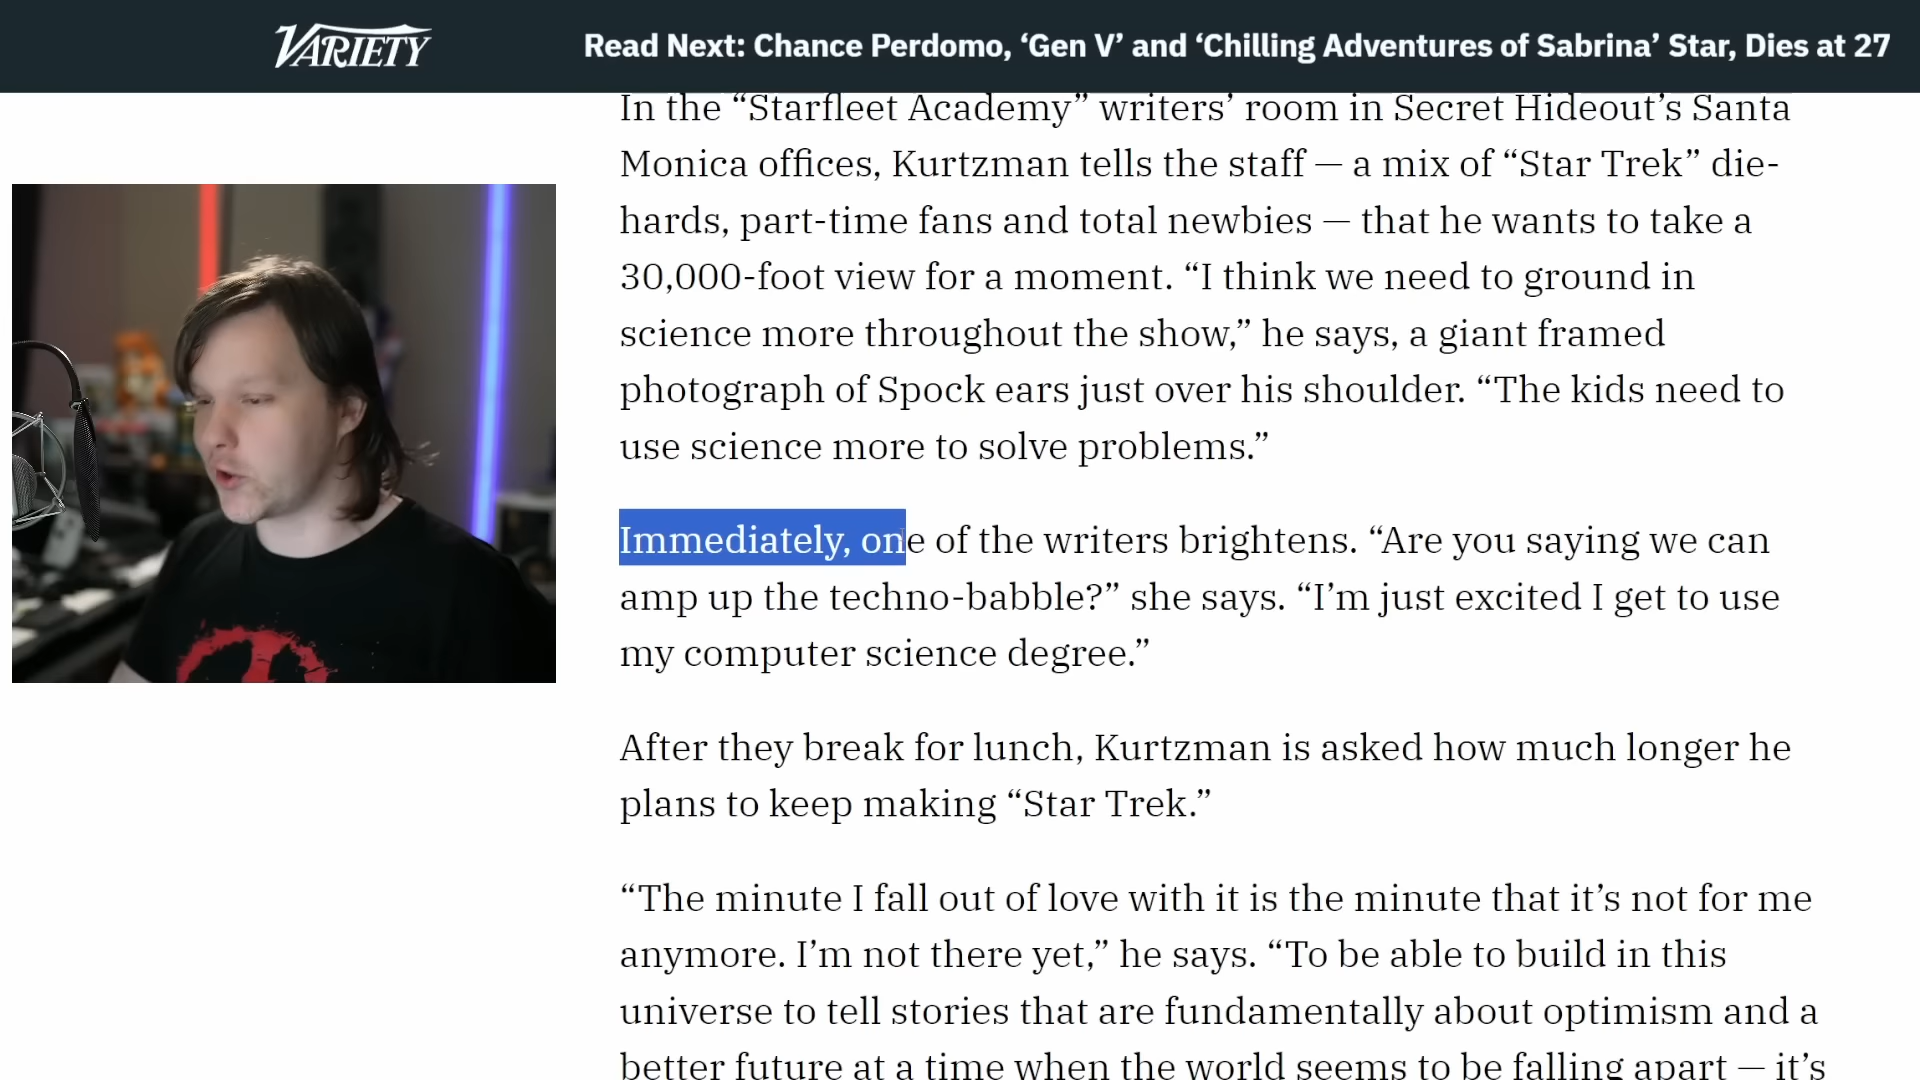 VARIETY
Read Next: Chance Perdomo, ‘Gen V’ and ‘Chilling Adventures of Sabrina’ Star, Dies at 27
In the “Starfleet Academy” writers’ room in Secret Hideout’s Santa
Monica offices, Kurtzman tells the staff — a mix of “Star Trek” die-
hards, part-time fans and total newbies — that he wants to take a
30,000-foot view for a moment. “I think we need to ground in
science more throughout the show,” he says, a giant framed
photograph of Spock ears just over his shoulder. “The kids need to
use science more to solve problems.”
Immediately, one of the writers brightens. “Are you saying we can
amp up the techno-babble?” she says. “I’m just excited I get to use
my computer science degree.”
After they break for lunch, Kurtzman is asked how much longer he
plans to keep making “Star Trek.”
“The minute I fall out of love with it is the minute that it’s not for me
anymore. I’m not there yet,” he says. “To be able to build in this
universe to tell stories that are fundamentally about optimism and a
better future at a time when the world seems to be falling apart — it’s